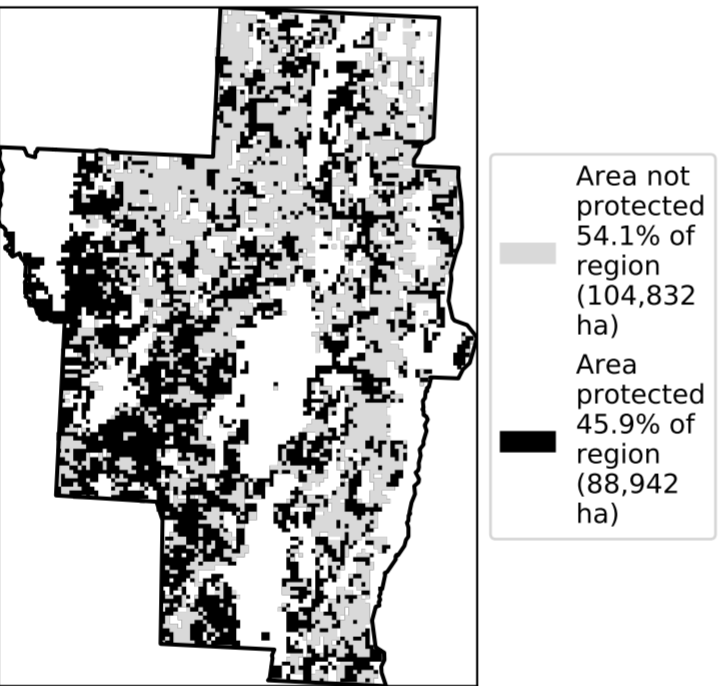 Area not
protected
54.1% of
region
(104,832
ha)
Area
protected
45.9% of
region
(88,942
ha)